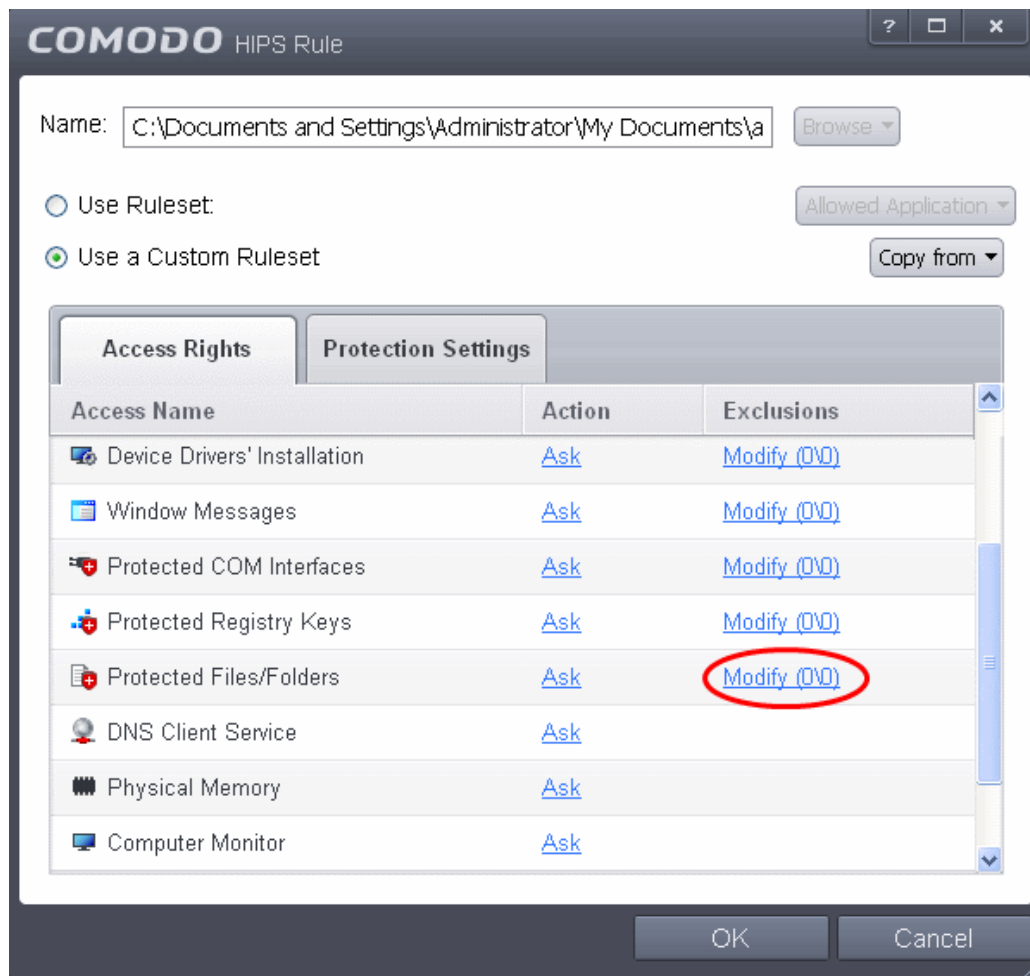 COMODO HIPS Rule
?
Name: C:\Documents and Settings\Administrator\My Documents\a Browse
Use Ruleset: Allowed Application
Use a Custom Ruleset Copy from
Access Rights Protection Settings
Access Name Action Exclusions
Device Drivers' Installation Ask Modify (0\0)
Window Messages Ask Modify (0\0)
Protected COM Interfaces Ask Modify (0\0)
Protected Registry Keys Ask Modify (0\0)
Protected Files/Folders Ask Modify (0\0)
DNS Client Service Ask
Physical Memory Ask
Computer Monitor Ask
OK Cancel